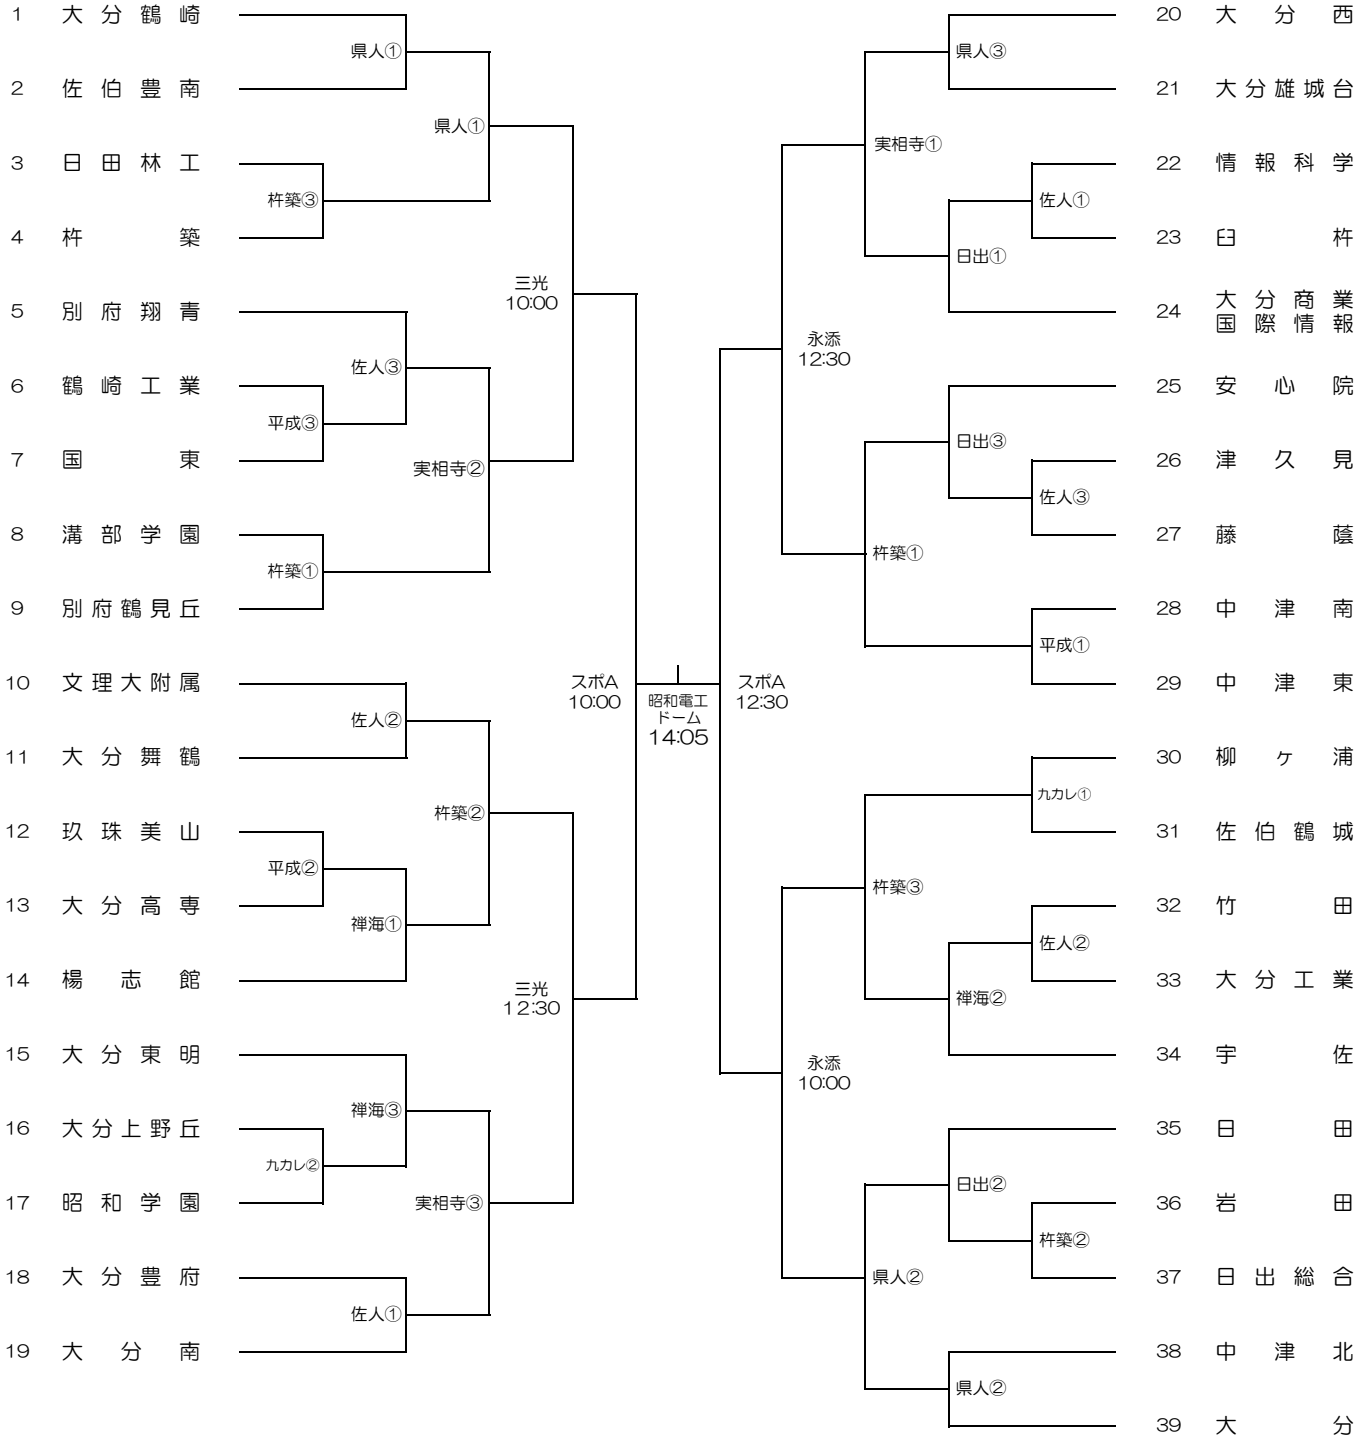 1 大分鶴崎
県人①
2 佐伯豊南
県人①
3 日田林工
杵築③
4 杵築
三光
10:00
5 別府翔青
佐人③
6 鶴崎工業
平成③
7 国東
実相寺②
8 溝部学園
杵築①
9 別府鶴見丘
スポA
10:00
10 文理大附属
佐人②
11 大分舞鶴
杵築②
12 玖珠美山
平成②
13 大分高専
禅海①
14 楊志館
三光
12:30
15 大分東明
禅海③
16 大分上野丘
九カレ②
17 昭和学園
実相寺③
18 大分豊府
佐人①
19 大分南
昭和電工
ドーム
14:05
20 大分西
県人③
21 大分雄城台
実相寺①
22 情報科学
佐人①
23 臼杵
日出①
24 大分商業
国際情報
永添
12:30
25 安心院
日出③
26 津久見
佐人③
27 藤蔭
杵築①
28 中津南
平成①
29 中津東
スポA
12:30
30 柳ヶ浦
九カレ①
31 佐伯鶴城
杵築③
32 竹田
佐人②
33 大分工業
禅海②
34 宇佐
永添
10:00
35 日田
日出②
36 岩田
杵築②
37 日出総合
県人②
38 中津北
県人②
39 大分